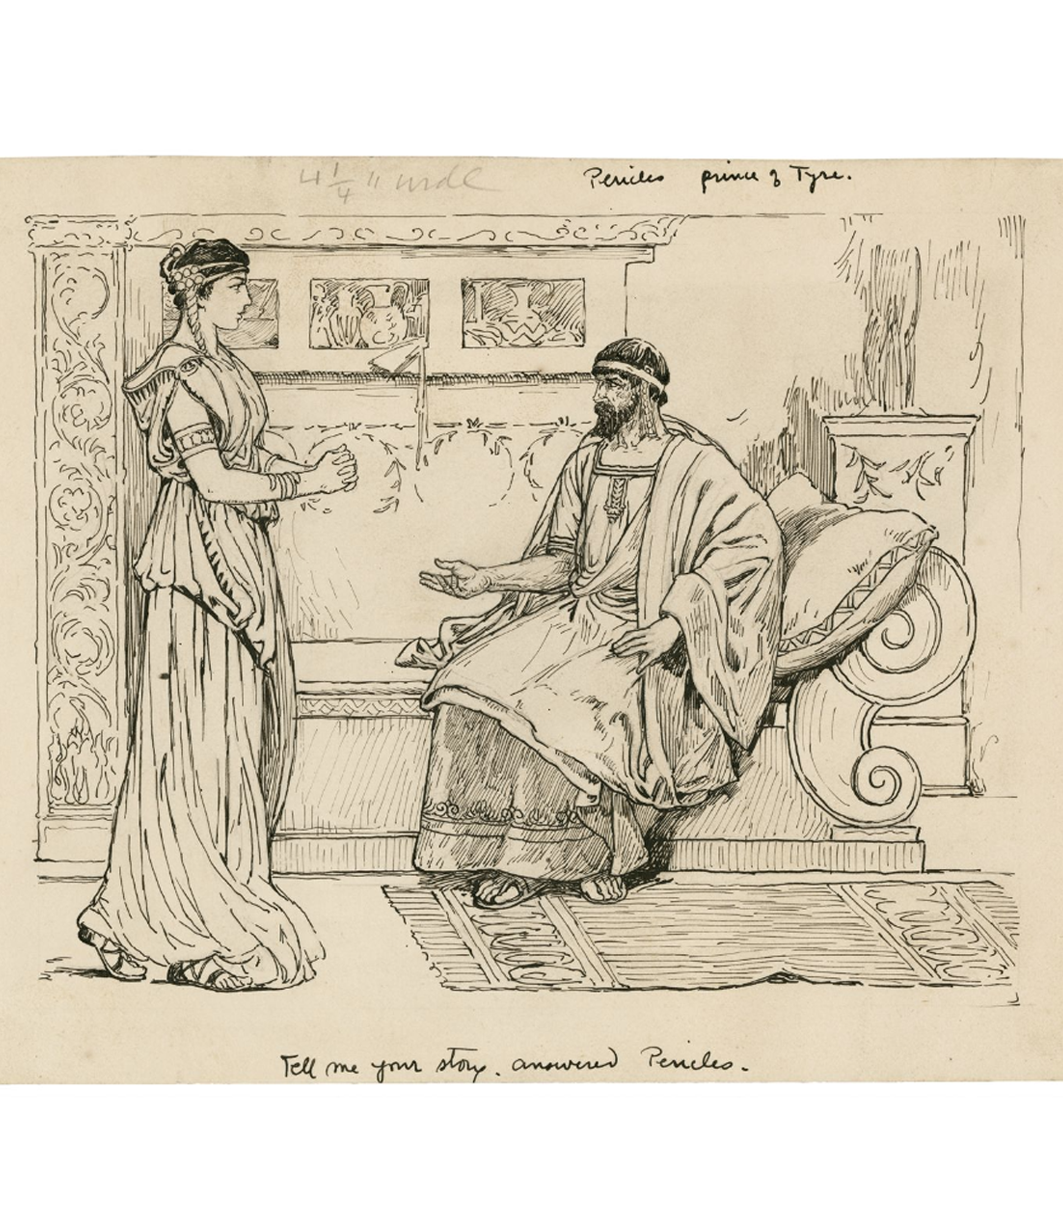 4 1/4 " wide
Pericles prince of Tyre.
Tell me your story. answered Pericles.